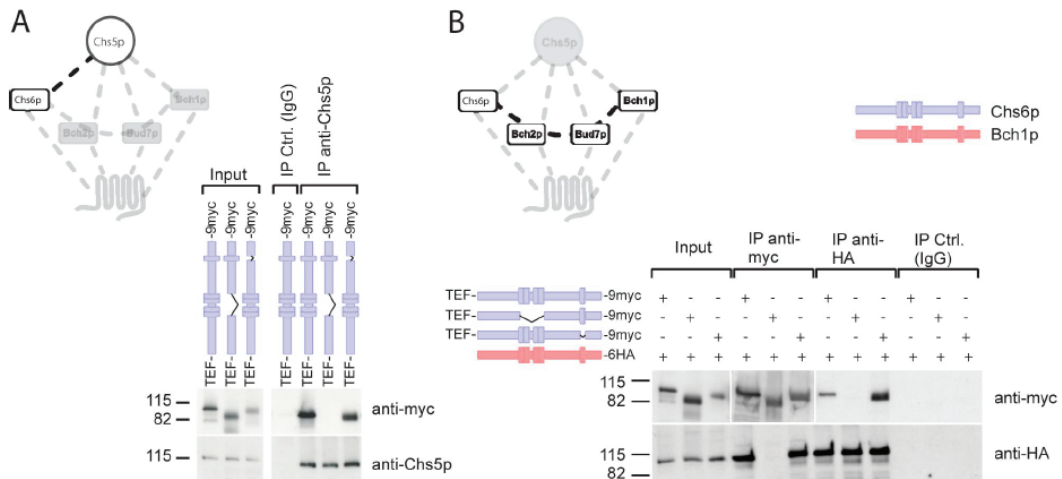 A
Chs5p
Chs6p
Bch1p
Bch2p
Bud7p
Input
IP Ctrl. (IgG)
IP anti-Chs5p
-9myc
-9myc
-9myc
-9myc
-9myc
-9myc
-9myc
TEF-
TEF-
TEF-
TEF-
TEF-
TEF-
TEF-
115
82
anti-myc
115
anti-Chs5p
B
Chs5p
Chs6p
Bch1p
Bch2p
Bud7p
Chs6p
Bch1p
Input
IP anti-
myc
IP anti-
HA
IP Ctrl.
(IgG)
TEF- -9myc + - - + - - + - - + - -
TEF- -9myc - + - - + - - + - - + -
TEF- -9myc - - + - - + - - + - - +
-6HA + + + + + + + + + + + +
115
82
anti-myc
115
82
anti-HA